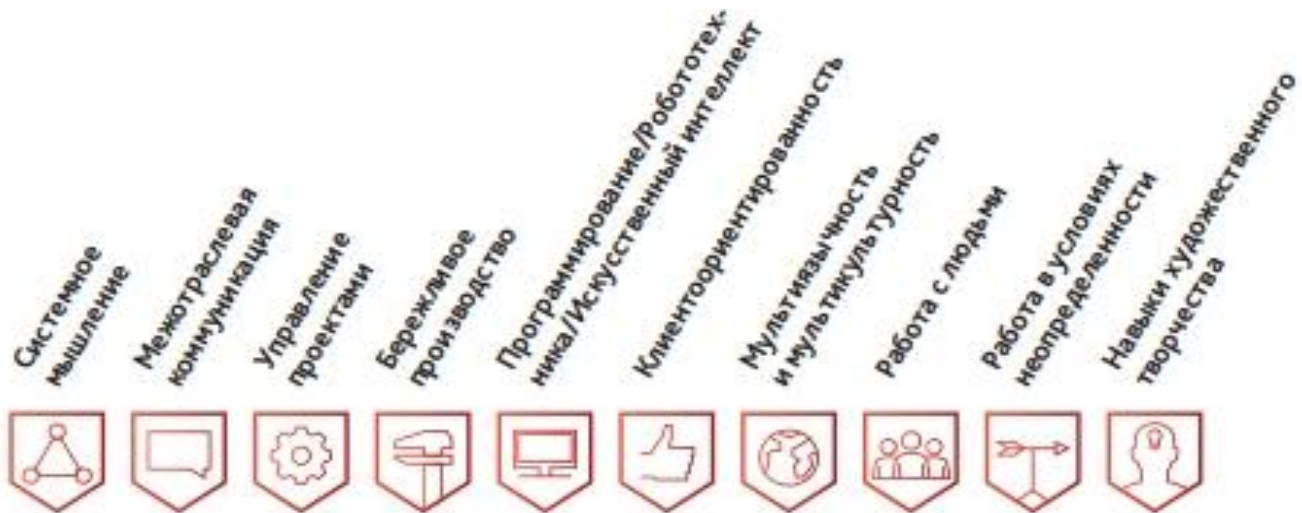 Системное
мышление
Межотраслевая
коммуникация
Управление
проектами
Бережливое
производство
Программирование/Робототех-
ника/Искусственный интеллект
Клиентоориентированность
Мультиязычность
и мультикультурность
Работа с людьми
Работа в условиях
неопределенности
Навыки художественного
творчества